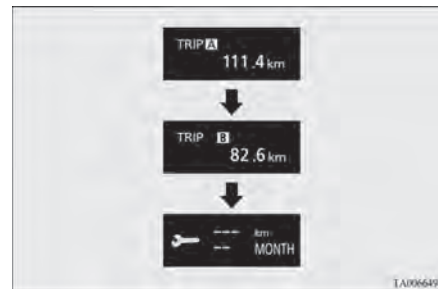 TRIP A
111.4 km
TRIP B
82.6 km
--- km
-- MONTH
LA006649